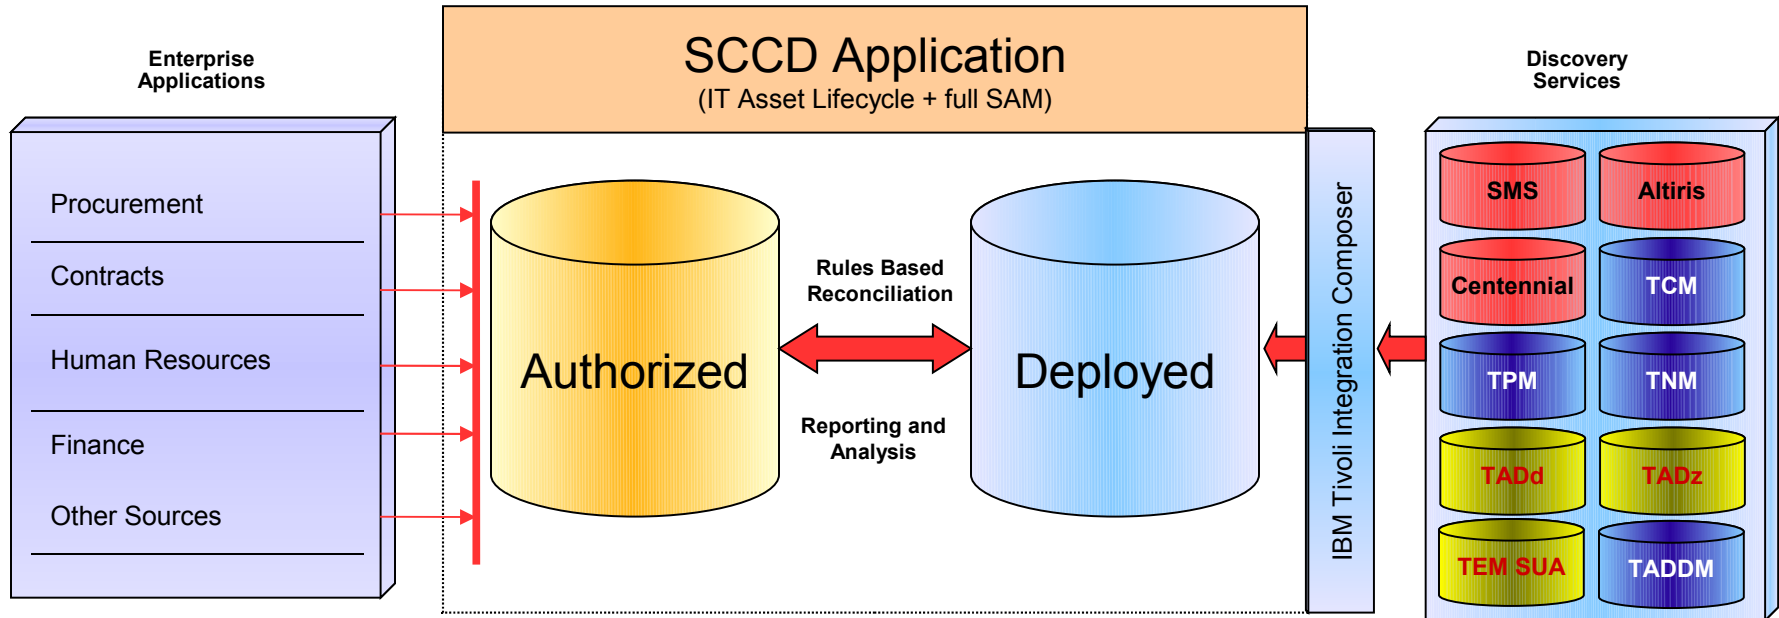 Enterprise
Applications
Procurement
Contracts
Human Resources
Finance
Other Sources
SCCD Application
(IT Asset Lifecycle + full SAM)
Authorized
Rules Based
Reconciliation
Reporting and
Analysis
Deployed
IBM Tivoli Integration Composer
Discovery
Services
SMS
Altiris
Centennial
TCM
TPM
TNM
TADd
TADz
TEM SUA
TADDM